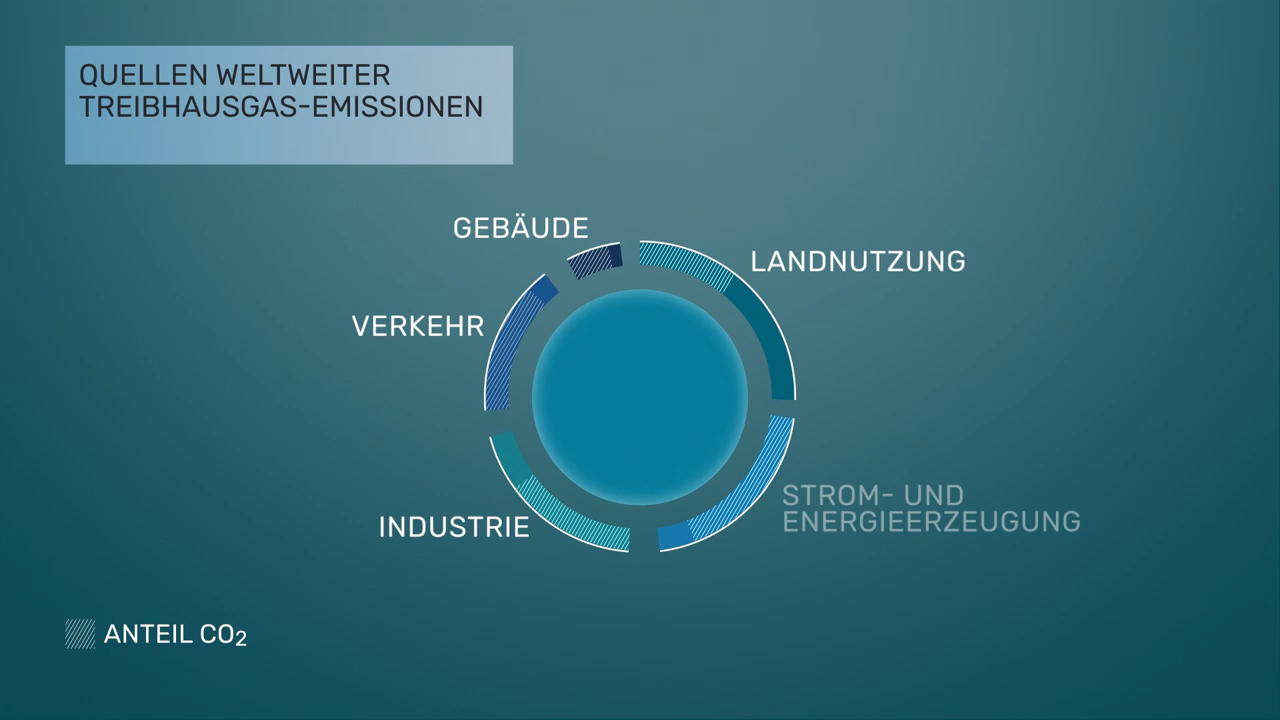 QUELLEN WELTWEITER
TREIBHAUSGAS-EMISSIONEN
GEBÄUDE
LANDNUTZUNG
VERKEHR
STROM- UND
ENERGIEERZEUGUNG
INDUSTRIE
ANTEIL CO₂